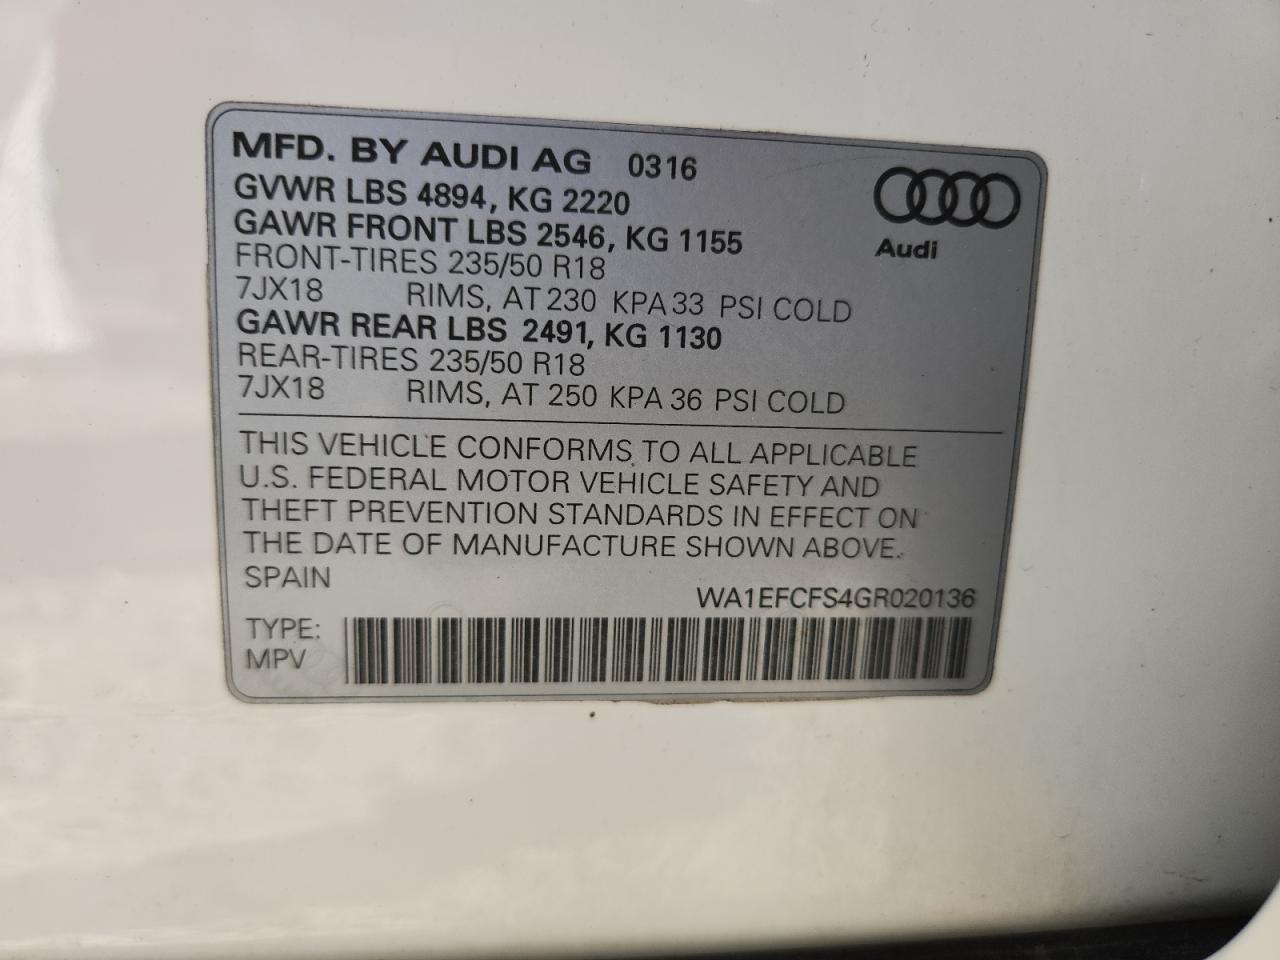 MFD. BY AUDI AG 0316
GVWR LBS 4894, KG 2220
GAWR FRONT LBS 2546, KG 1155
FRONT-TIRES 235/50 R18
7JX18 RIMS, AT 230 KPA 33 PSI COLD
GAWR REAR LBS 2491, KG 1130
REAR-TIRES 235/50 R18
7JX18 RIMS, AT 250 KPA 36 PSI COLD
Audi
THIS VEHICLE CONFORMS TO ALL APPLICABLE
U.S. FEDERAL MOTOR VEHICLE SAFETY AND
THEFT PREVENTION STANDARDS IN EFFECT ON
THE DATE OF MANUFACTURE SHOWN ABOVE.
SPAIN
WA1EFCFS4GR020136
TYPE:
MPV